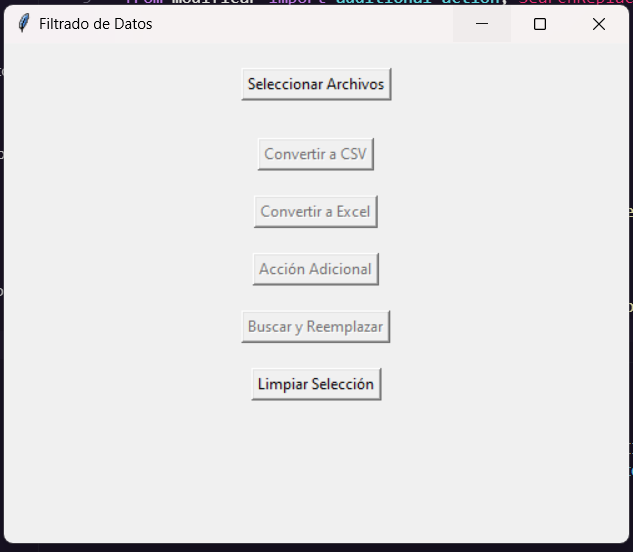 from modificar import additional_action, SearchReplac
Filtrado de Datos
Seleccionar Archivos
Convertir a CSV
Convertir a Excel
Acción Adicional
Buscar y Reemplazar
Limpiar Selección